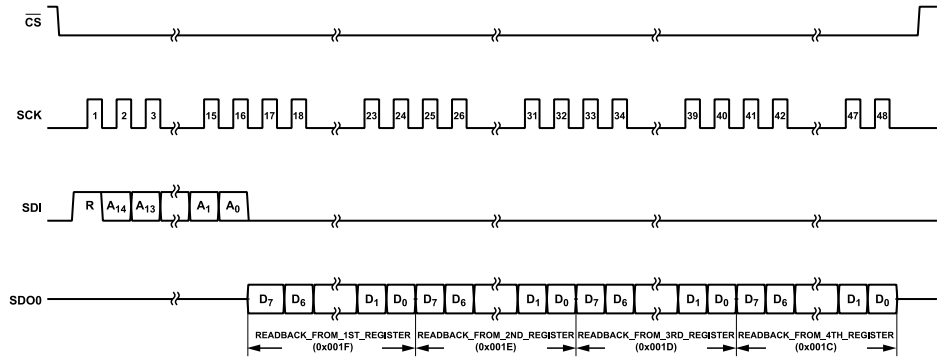 CS
SCK
1 2 3 15 16 17 18 23 24 25 26 31 32 33 34 39 40 41 42 47 48
SDI
R A14 A13 A1 A0
SDO0
D7 D6 D1 D0 D7 D6 D1 D0 D7 D6 D1 D0 D7 D6 D1 D0
READBACK_FROM_1ST_REGISTER READBACK_FROM_2ND_REGISTER READBACK_FROM_3RD_REGISTER READBACK_FROM_4TH_REGISTER
(0x001F) (0x001E) (0x001D) (0x001C)